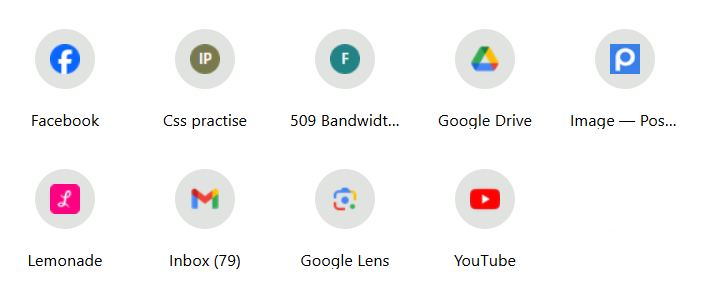 IP
F
Facebook
Css practise
509 Bandwidt...
Google Drive
Image — Pos...
Lemonade
Inbox (79)
Google Lens
YouTube